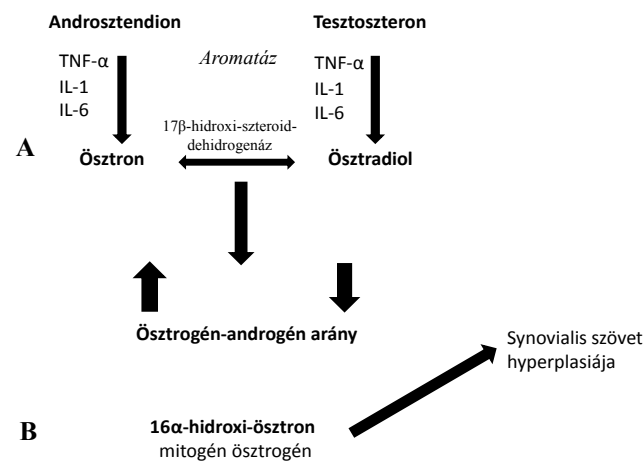 Androsztendion
Tesztoszteron
TNF-α
IL-1
IL-6
Aromatáz
TNF-α
IL-1
IL-6
17β-hidroxi-szteroid-
dehidrogenáz
A
Ösztron
Ösztradiol
Ösztrogén-androgén arány
Synovialis szövet
hyperplasiája
B
16α-hidroxi-ösztron
mitogén ösztrogén